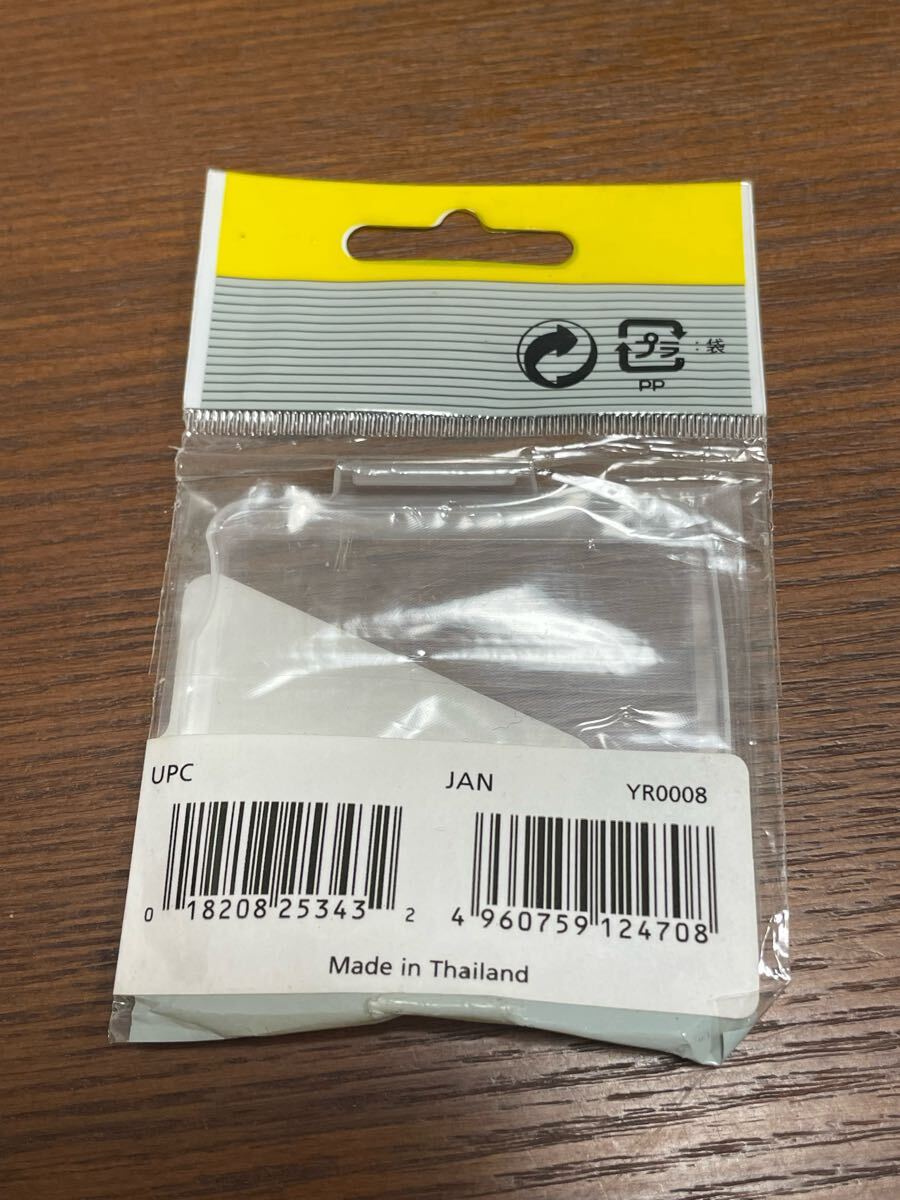 プラ : 袋
PP
UPC JAN YR0008
0 18208 25343 2 4 960759 124708
Made in Thailand